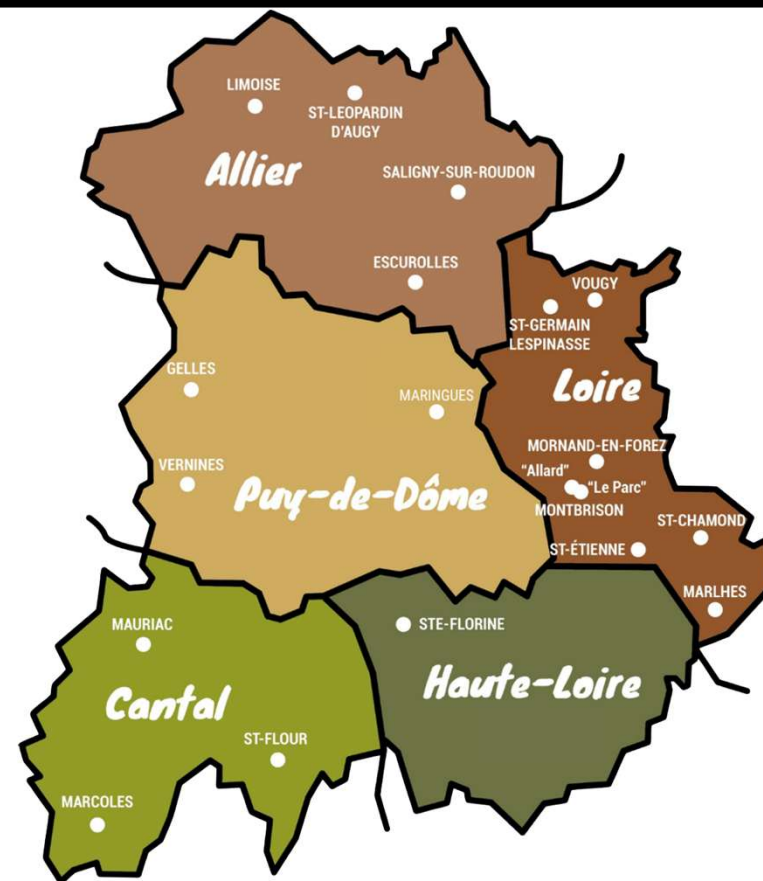 LIMOISE
ST-LEOPARDIN
D'AUGY
Allier
SALIGNY-SUR-ROUDON
ESCUROLLES
VOUGY
ST-GERMAIN
LESPINASSE
GELLES
MARINGUES
Loire
VERNINES
Puy-de-Dôme
MORNAND-EN-FOREZ
"Allard"
"Le Parc"
MONTBRISON
ST-CHAMOND
ST-ÉTIENNE
MARLHES
MAURIAC
STE-FLORINE
Cantal
Haute-Loire
ST-FLOUR
MARCOLES